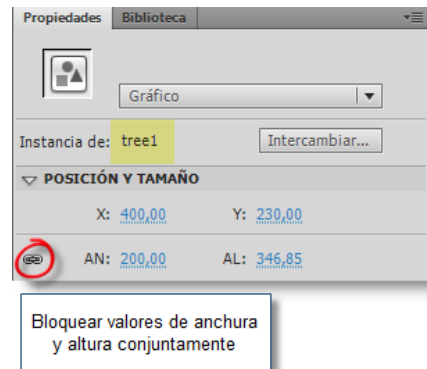 Propiedades Biblioteca
Gráfico
Instancia de: tree1 Intercambiar...
POSICIÓN Y TAMAÑO
X: 400,00 Y: 230,00
AN: 200,00 AL: 346,85
Bloquear valores de anchura
y altura conjuntamente